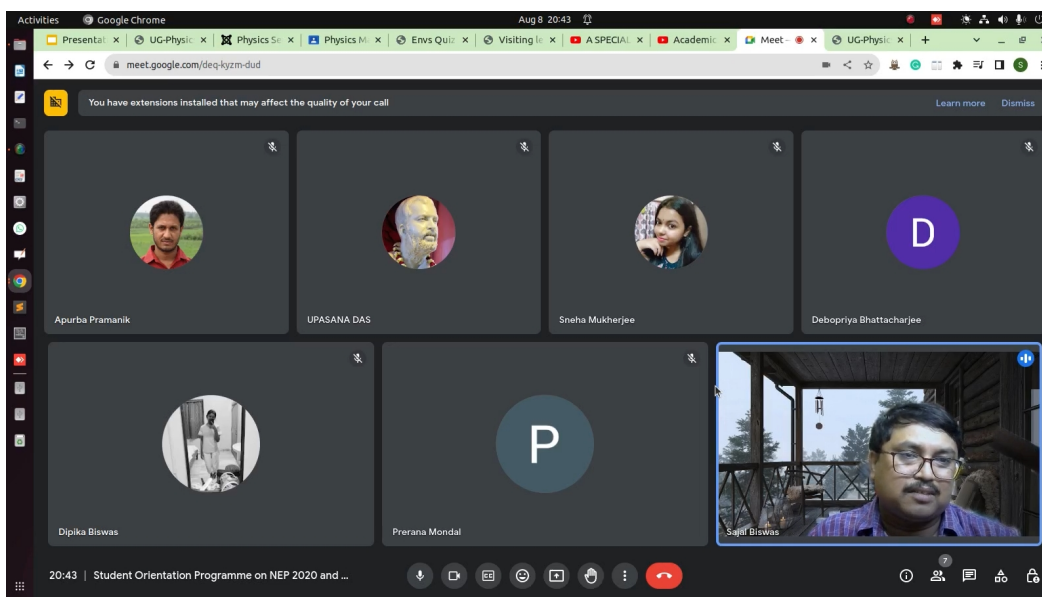 Activities Google Chrome Aug 8 20:43
Presentat UG-Physic Physics Se Physics M. Envs Quiz Visiting le A SPECIAL Academic Meet – UG-Physic
meet.google.com/deq-kyzm-dud S
You have extensions installed that may affect the quality of your call Learn more Dismiss
D
Apurba Pramanik UPASANA DAS Sneha Mukherjee Debopriya Bhattacharjee
P
Dipika Biswas Prerana Mondal Sajal Biswas
20:43 | Student Orientation Programme on NEP 2020 and ... CC 7